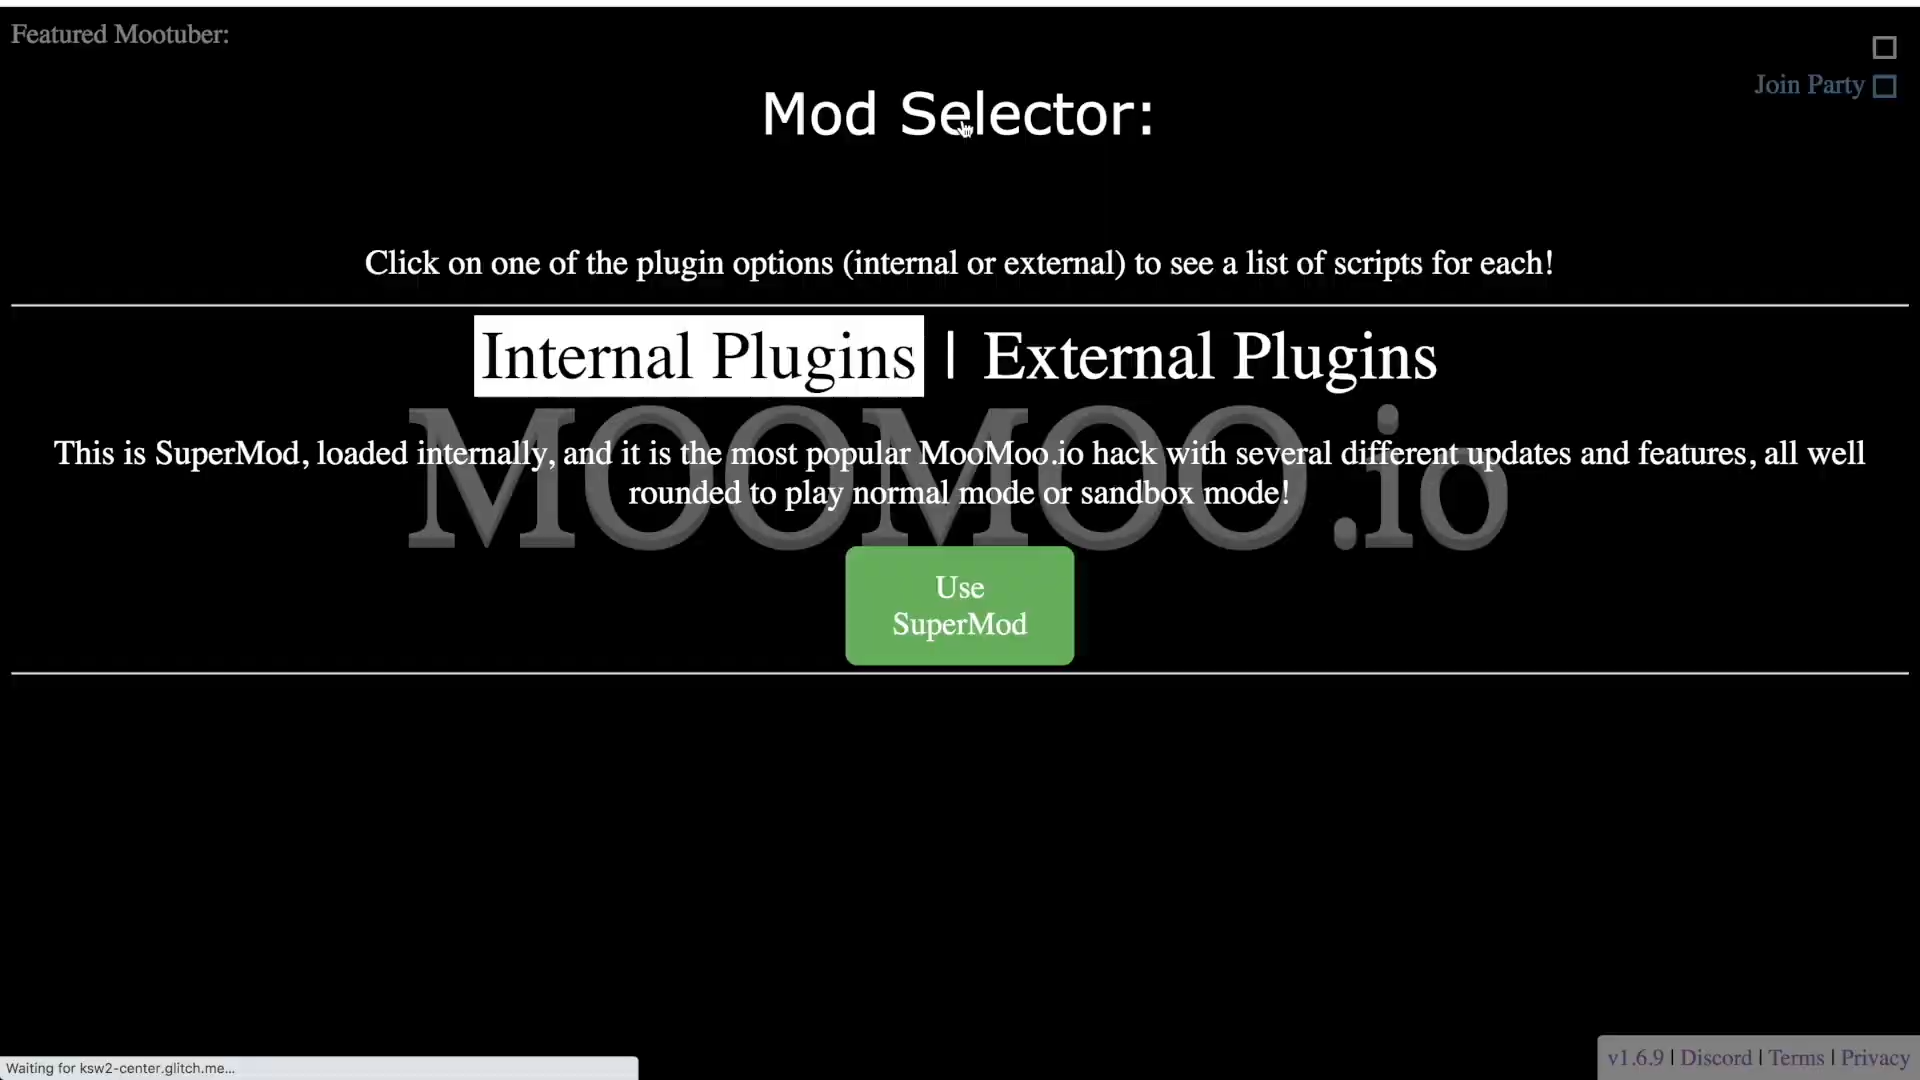 Featured Mootuber:
Join Party
Mod Selector:
Click on one of the plugin options (internal or external) to see a list of scripts for each!
Internal Plugins | External Plugins
MOOMOO.io
This is SuperMod, loaded internally, and it is the most popular MooMoo.io hack with several different updates and features, all well
rounded to play normal mode or sandbox mode!
Use
SuperMod
Waiting for ksw2-center.glitch.me...
v1.6.9 | Discord | Terms | Privacy